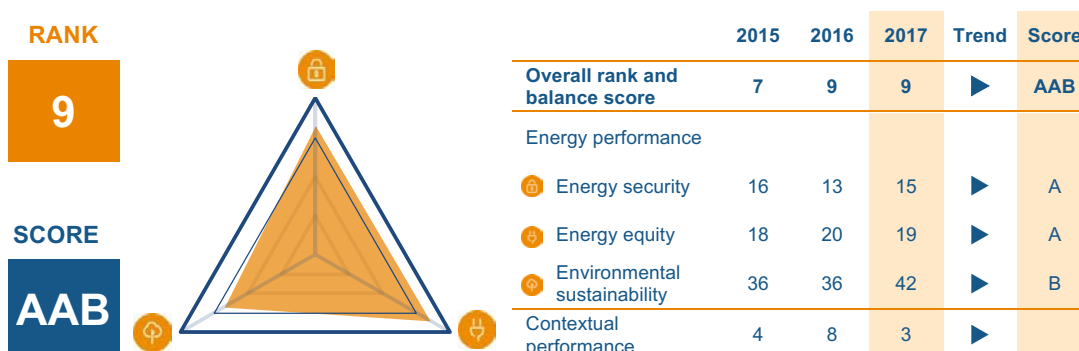 RANK
9
SCORE
AAB
2015 2016 2017 Trend Score
Overall rank and
balance score 7 9 9 AAB
Energy performance
Energy security 16 13 15 A
Energy equity 18 20 19 A
Environmental
sustainability 36 36 42 B
Contextual
performance 4 8 3